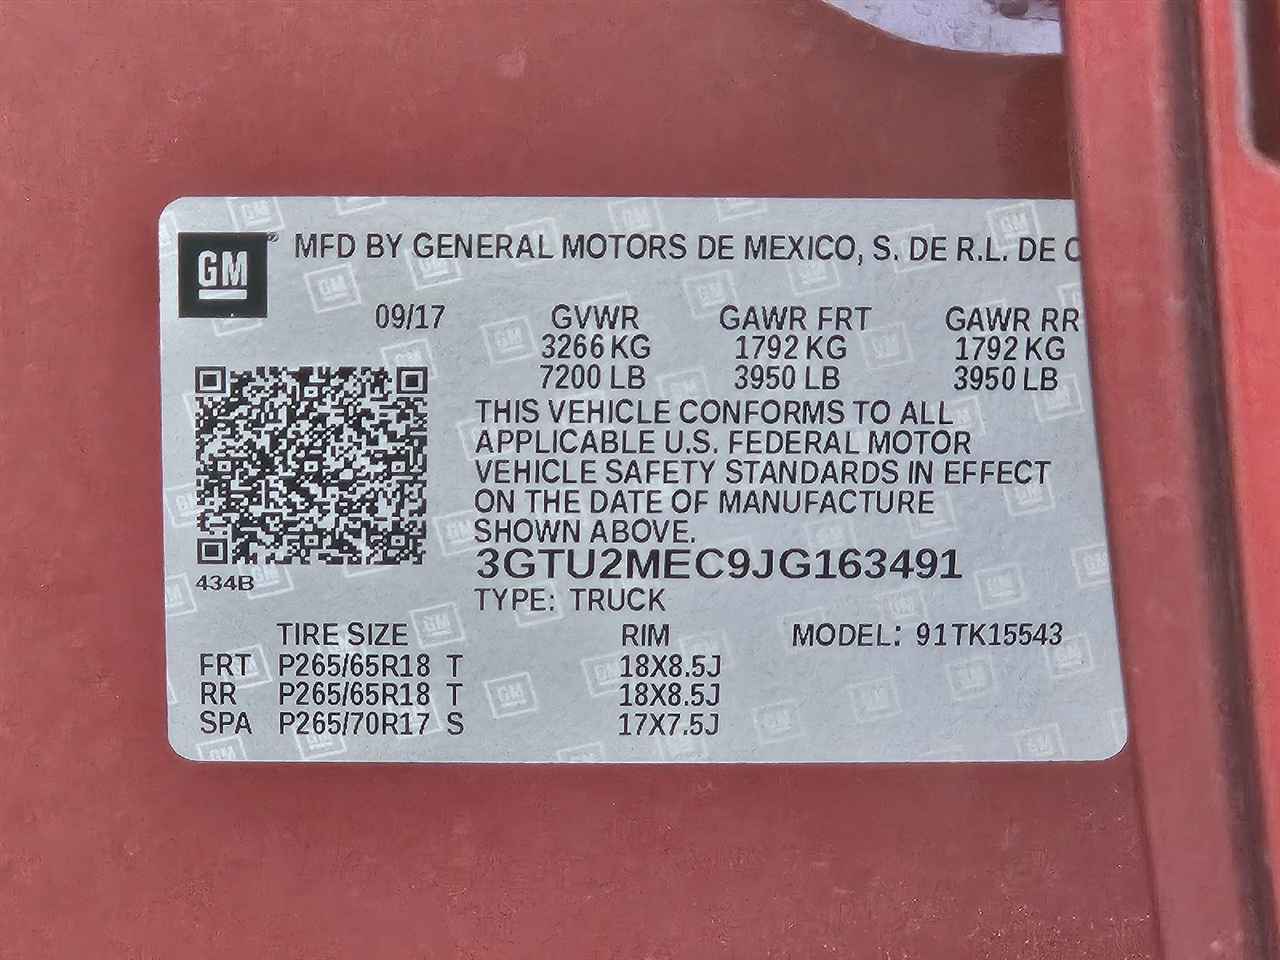 GM® MFD BY GENERAL MOTORS DE MEXICO, S. DE R.L. DE C
09/17 GVWR GAWR FRT GAWR RR
3266 KG 1792 KG 1792 KG
7200 LB 3950 LB 3950 LB
THIS VEHICLE CONFORMS TO ALL
APPLICABLE U.S. FEDERAL MOTOR
VEHICLE SAFETY STANDARDS IN EFFECT
ON THE DATE OF MANUFACTURE
SHOWN ABOVE.
3GTU2MEC9JG163491
434B
TYPE: TRUCK
TIRE SIZE RIM MODEL: 91TK15543
FRT P265/65R18 T 18X8.5J
RR P265/65R18 T 18X8.5J
SPA P265/70R17 S 17X7.5J